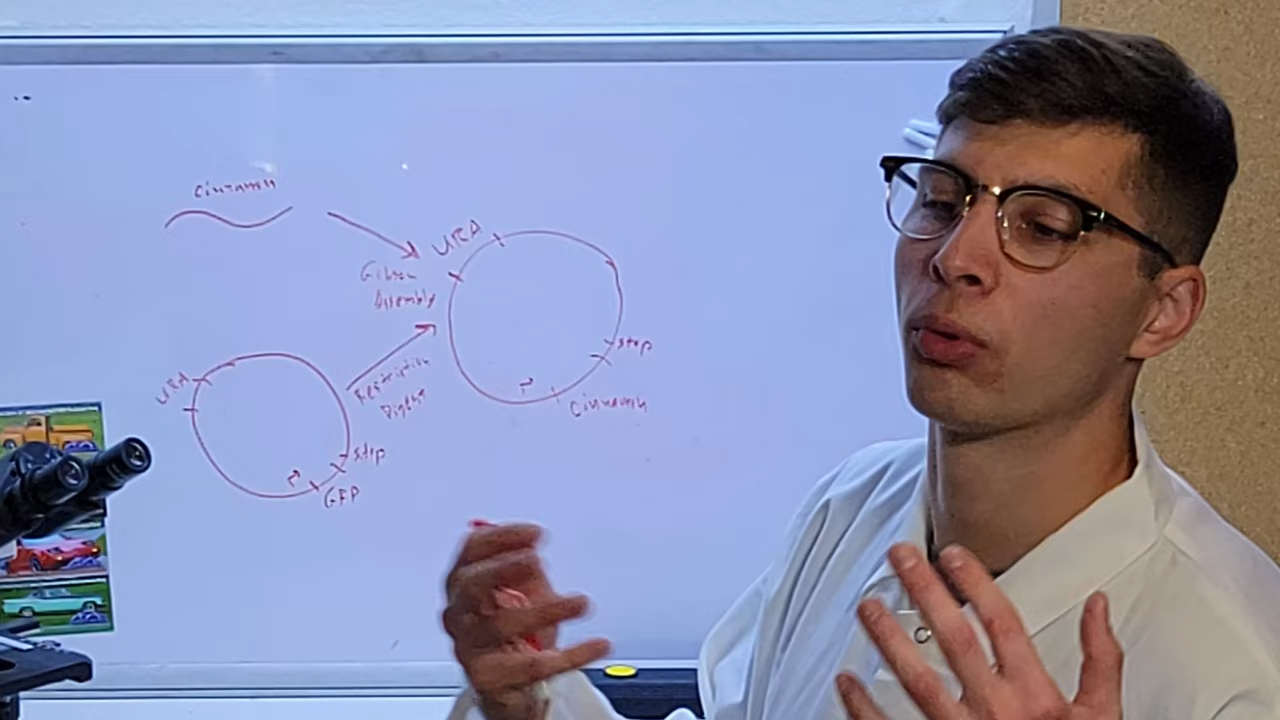 Cinnamon
URA
Gibson
Assembly
stop
Cinnamon
Restriction
Digest
URA
stop
GFP